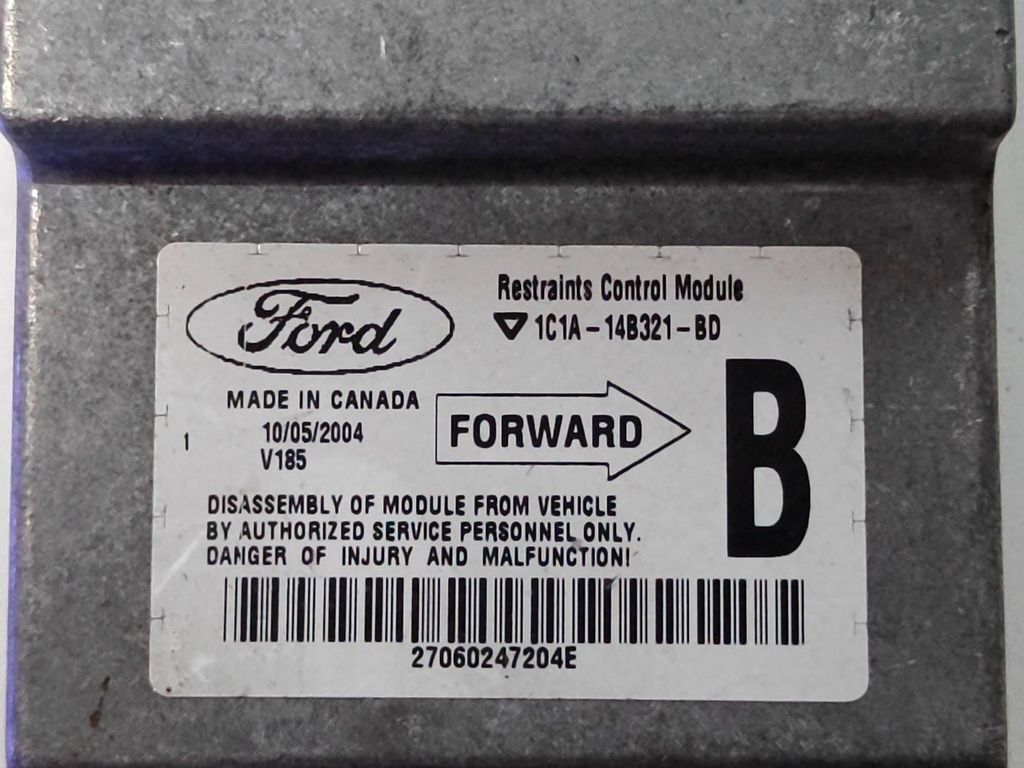 Ford
Restraints Control Module
1C1A-14B321-BD
MADE IN CANADA
10/05/2004
V185
1
FORWARD
B
DISASSEMBLY OF MODULE FROM VEHICLE
BY AUTHORIZED SERVICE PERSONNEL ONLY.
DANGER OF INJURY AND MALFUNCTION!
27060247204E